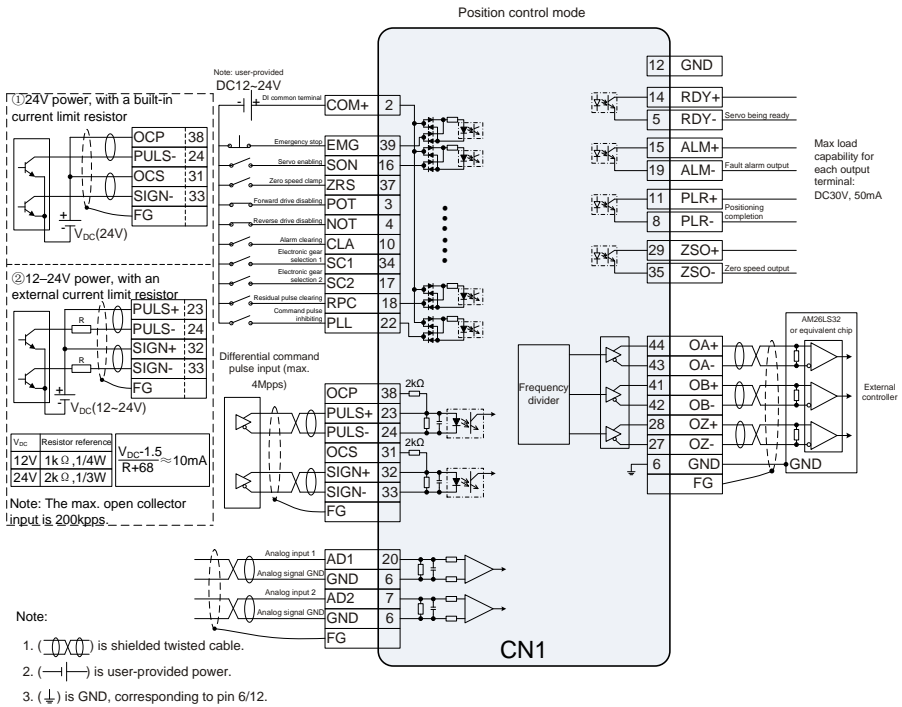 Position control mode
①24V power, with a built-in
current limit resistor
OCP 38
PULS- 24
OCS 31
SIGN- 33
FG
VDC(24V)
②12–24V power, with an
external current limit resistor
R
R
PULS+ 23
PULS- 24
SIGN+ 32
SIGN- 33
FG
VDC(12~24V)
VDC Resistor reference
12V 1kΩ,1/4W
24V 2kΩ,1/3W
VDC-1.5
R+68
≈10mA
Note: The max. open collector
input is 200kpps.
Note: user-provided
DC12~24V
DI common terminal COM+ 2
Emergency stop EMG 39
Servo enabling SON 16
Zero speed clamp ZRS 37
Forward drive disabling POT 3
Reverse drive disabling NOT 4
Alarm clearing CLA 10
Electronic gear
selection 1 SC1 34
Electronic gear
selection 2 SC2 17
Residual pulse clearing RPC 18
Command pulse
inhibiting PLL 22
Differential command
pulse input (max.
4Mpps)
OCP 38 2kΩ
PULS+ 23
PULS- 24
OCS 31 2kΩ
SIGN+ 32
SIGN- 33
FG
Analog input 1 AD1 20
Analog signal GND GND 6
Analog input 2 AD2 7
Analog signal GND GND 6
FG
CN1
12 GND
14 RDY+
5 RDY- Servo being ready
15 ALM+
19 ALM- Fault alarm output
11 PLR+
8 PLR- Positioning
completion
29 ZSO+
35 ZSO- Zero speed output
Max load
capability for
each output
terminal:
DC30V, 50mA
Frequency
divider
44 OA+
43 OA-
41 OB+
42 OB-
28 OZ+
27 OZ-
6 GND
FG
AM26LS32
or equivalent chip
GND
External
controller
Note:
1. ( ) is shielded twisted cable.
2. ( ) is user-provided power.
3. ( ) is GND, corresponding to pin 6/12.